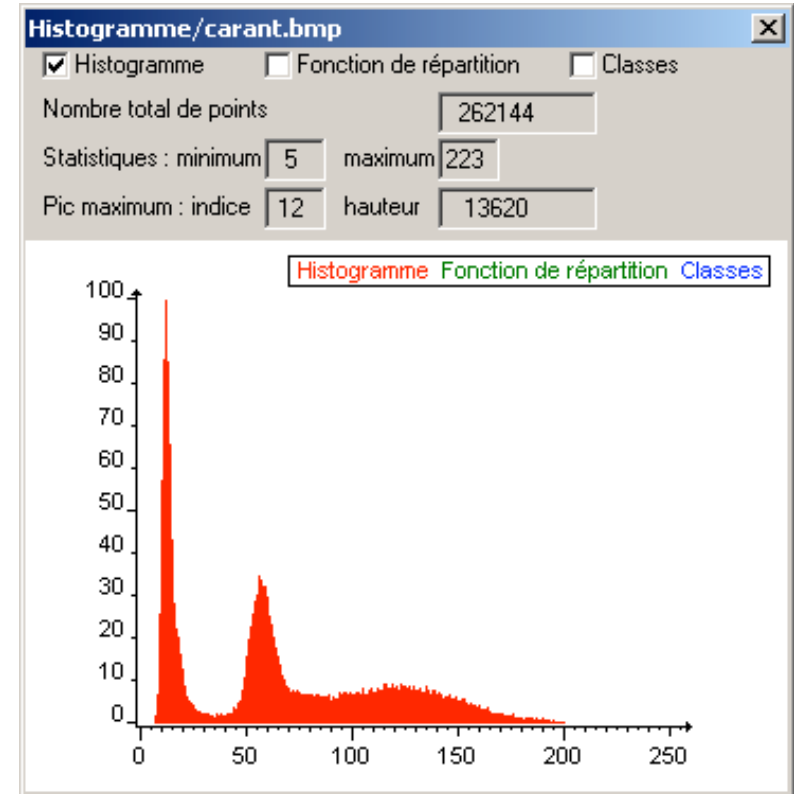 Histogramme/carant.bmp
Histogramme Fonction de répartition Classes
Nombre total de points 262144
Statistiques : minimum 5 maximum 223
Pic maximum : indice 12 hauteur 13620
Histogramme Fonction de répartition Classes
100
90
80
70
60
50
40
30
20
10
0
0 50 100 150 200 250